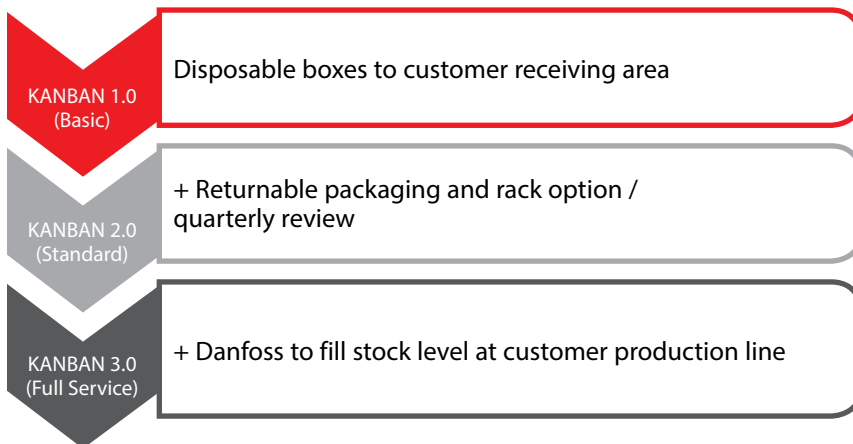 KANBAN 1.0
(Basic)
Disposable boxes to customer receiving area
KANBAN 2.0
(Standard)
+ Returnable packaging and rack option /
quarterly review
KANBAN 3.0
(Full Service)
+ Danfoss to fill stock level at customer production line